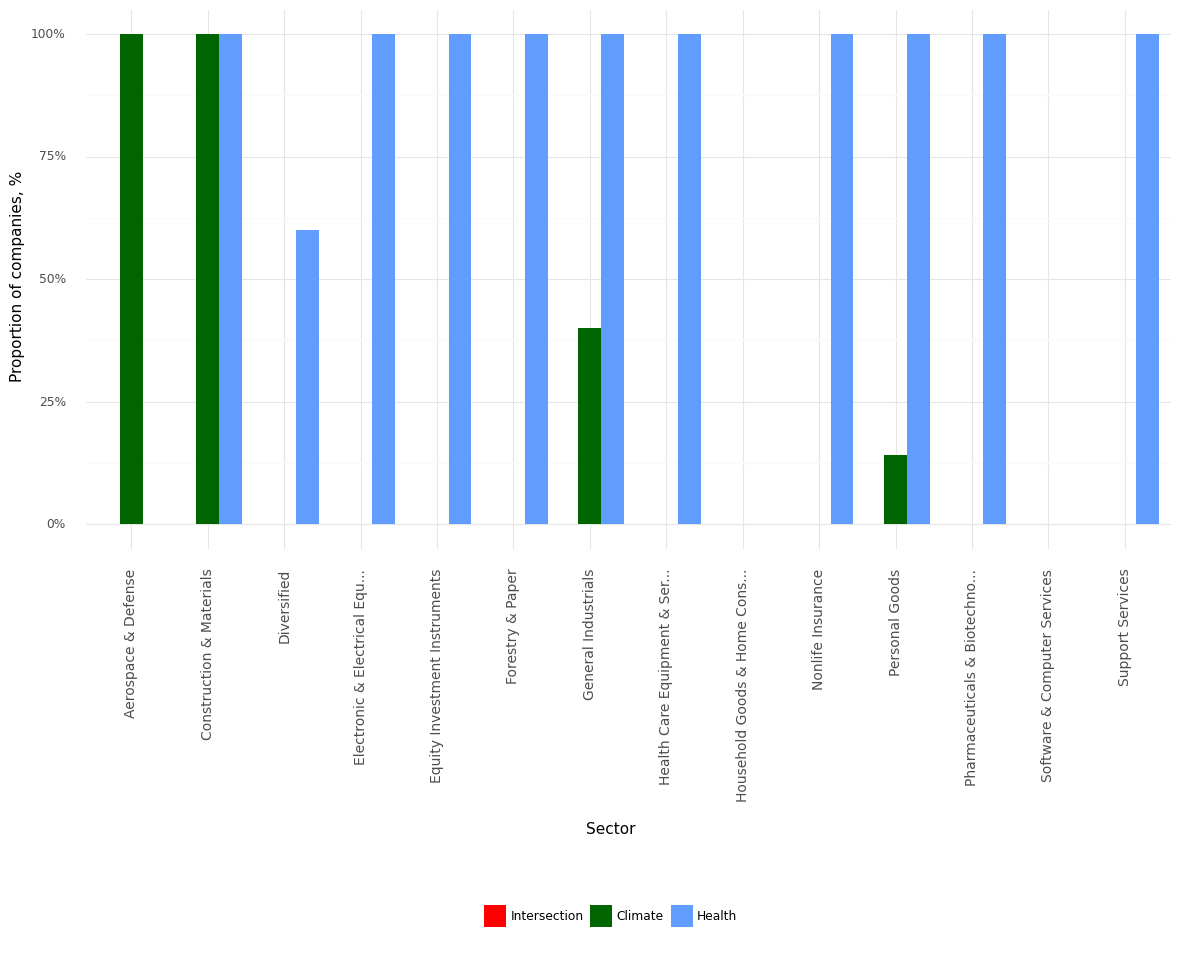 100%
75%
50%
25%
0%
Proportion of companies, %
Aerospace & Defense
Construction & Materials
Diversified
Electronic & Electrical Equ...
Equity Investment Instruments
Forestry & Paper
General Industrials
Health Care Equipment & Ser...
Household Goods & Home Cons...
Nonlife Insurance
Personal Goods
Pharmaceuticals & Biotechno...
Software & Computer Services
Support Services
Sector
Intersection Climate Health